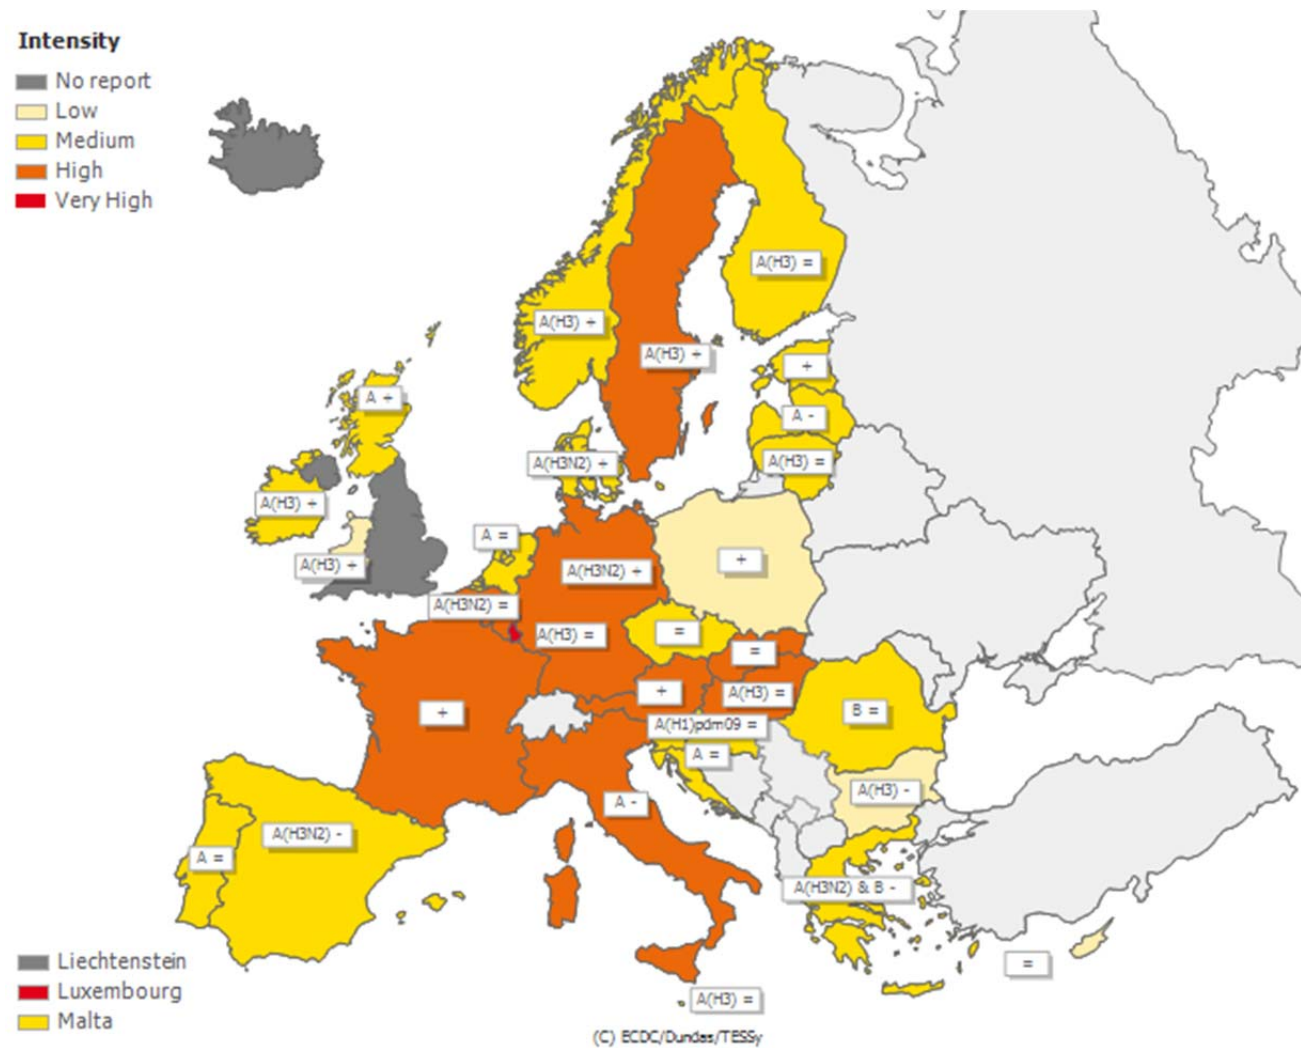 Intensity
No report
Low
Medium
High
Very High
A(H3) =
A(H3) +
A(H3) +
+
A +
A -
A(H3N2) +
A(H3) =
A(H3) +
A =
A(H3) +
A(H3N2) +
+
A(H3N2) =
A(H3) =
=
=
+
A(H3) =
+
B =
A(H1)pdm09 =
A =
A(H3) -
A -
A(H3N2) -
A =
A(H3N2) & B -
=
Liechtenstein
Luxembourg
Malta
A(H3) =
(C) ECDC/Dundas/TESSy